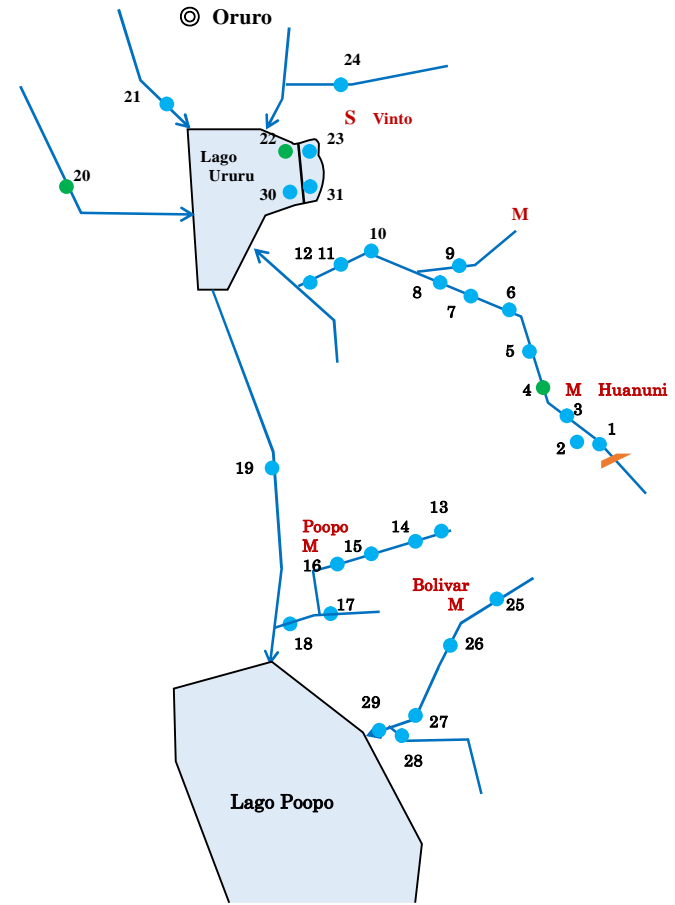 Oruro
24
21
S Vinto
22 23
Lago
Ururu
20
30 31
M
10
12 11 9
8
7 6
5
4 M Huanuni
3
2 1
19
13
Poopo
M
14
15
16
Bolivar
M
17
25
18
26
29
27
28
Lago Poopo